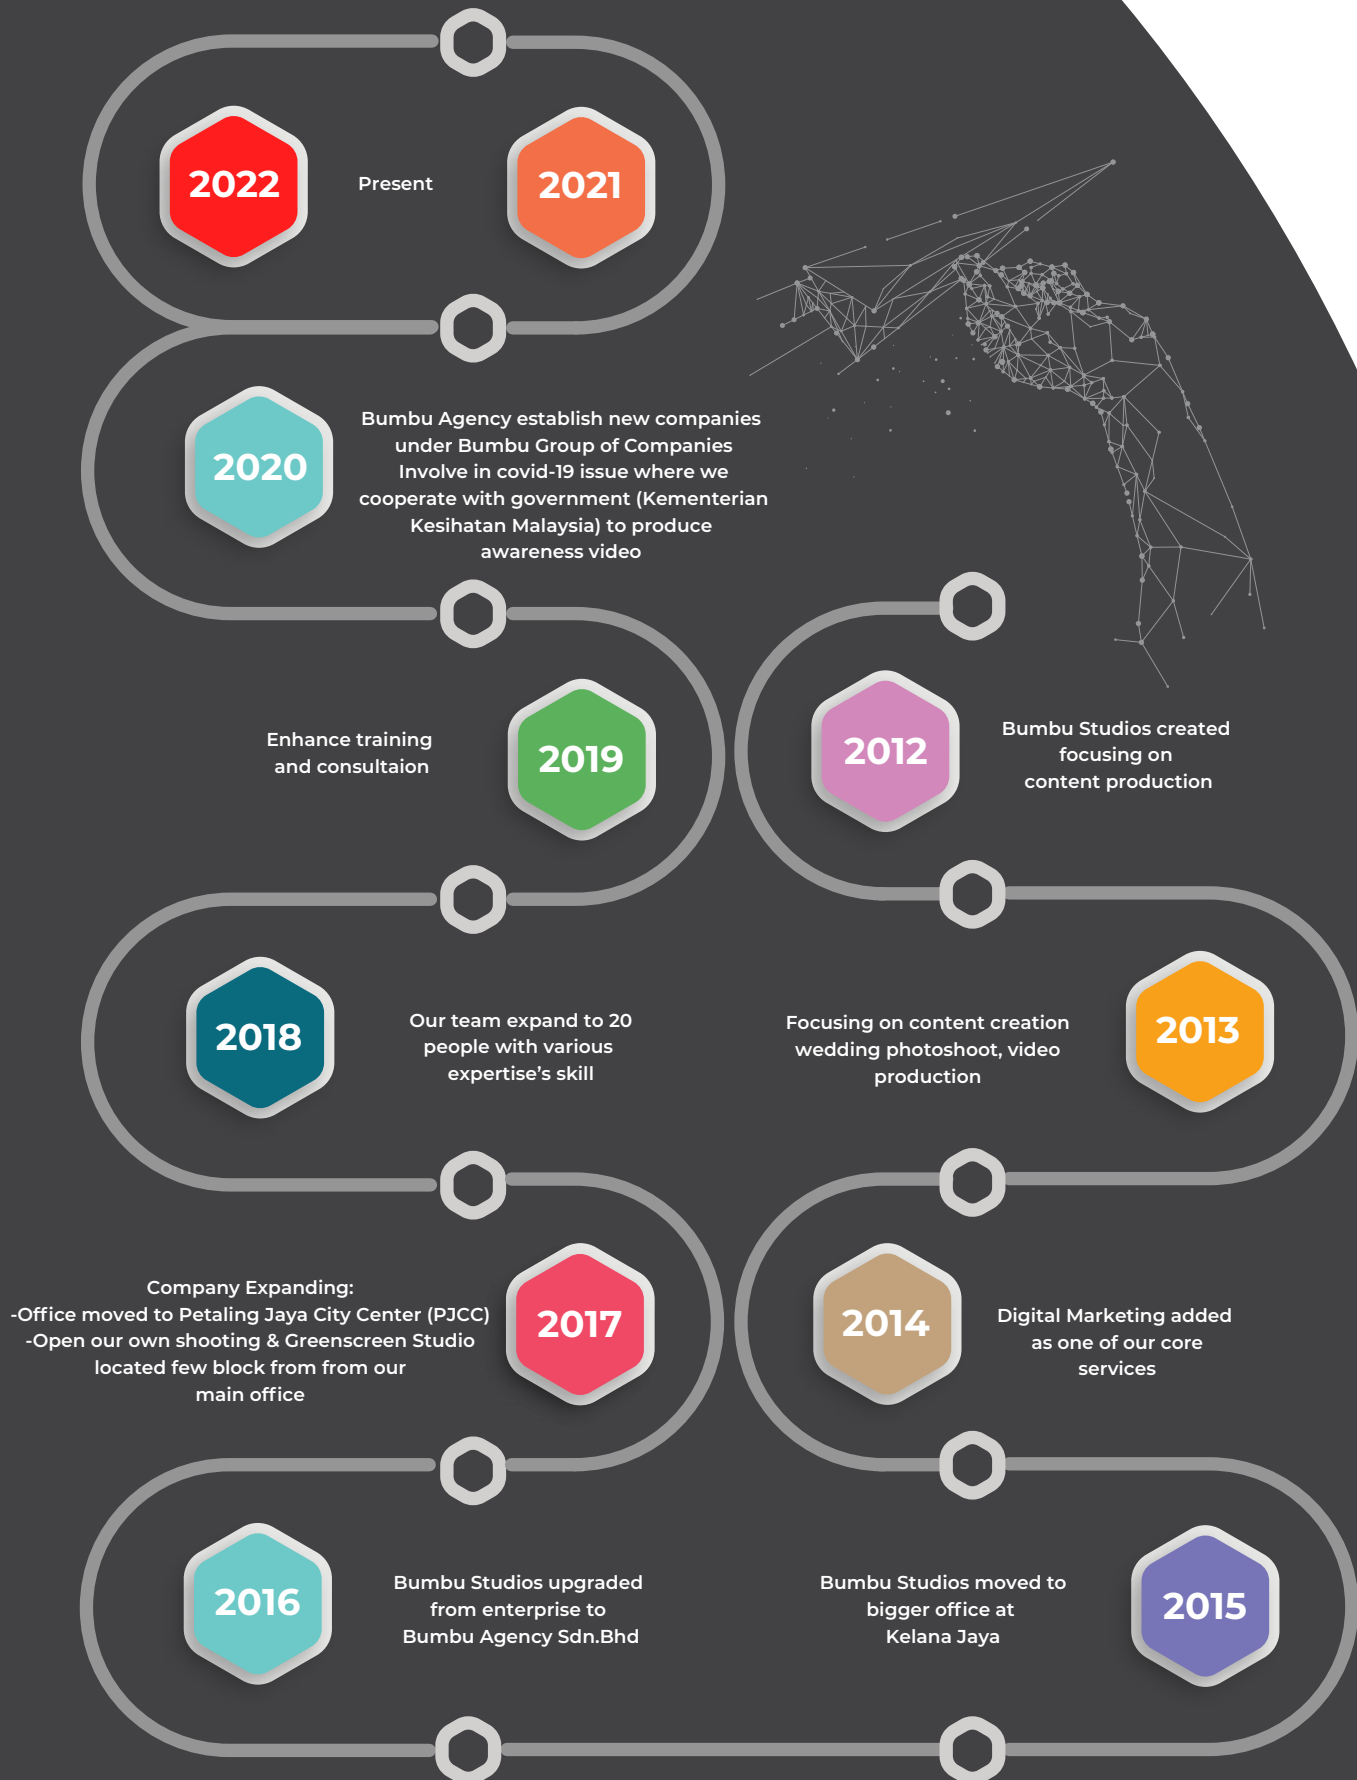 2022
Present
2021
2020
Bumbu Agency establish new companies
under Bumbu Group of Companies
Involve in covid-19 issue where we
cooperate with government (Kementerian
Kesihatan Malaysia) to produce
awareness video
Enhance training
and consultaion
2019
2012
Bumbu Studios created
focusing on
content production
2018
Our team expand to 20
people with various
expertise’s skill
Focusing on content creation
wedding photoshoot, video
production
2013
Company Expanding:
-Office moved to Petaling Jaya City Center (PJCC)
-Open our own shooting & Greenscreen Studio
located few block from from our
main office
2017
2014
Digital Marketing added
as one of our core
services
2016
Bumbu Studios upgraded
from enterprise to
Bumbu Agency Sdn.Bhd
Bumbu Studios moved to
bigger office at
Kelana Jaya
2015